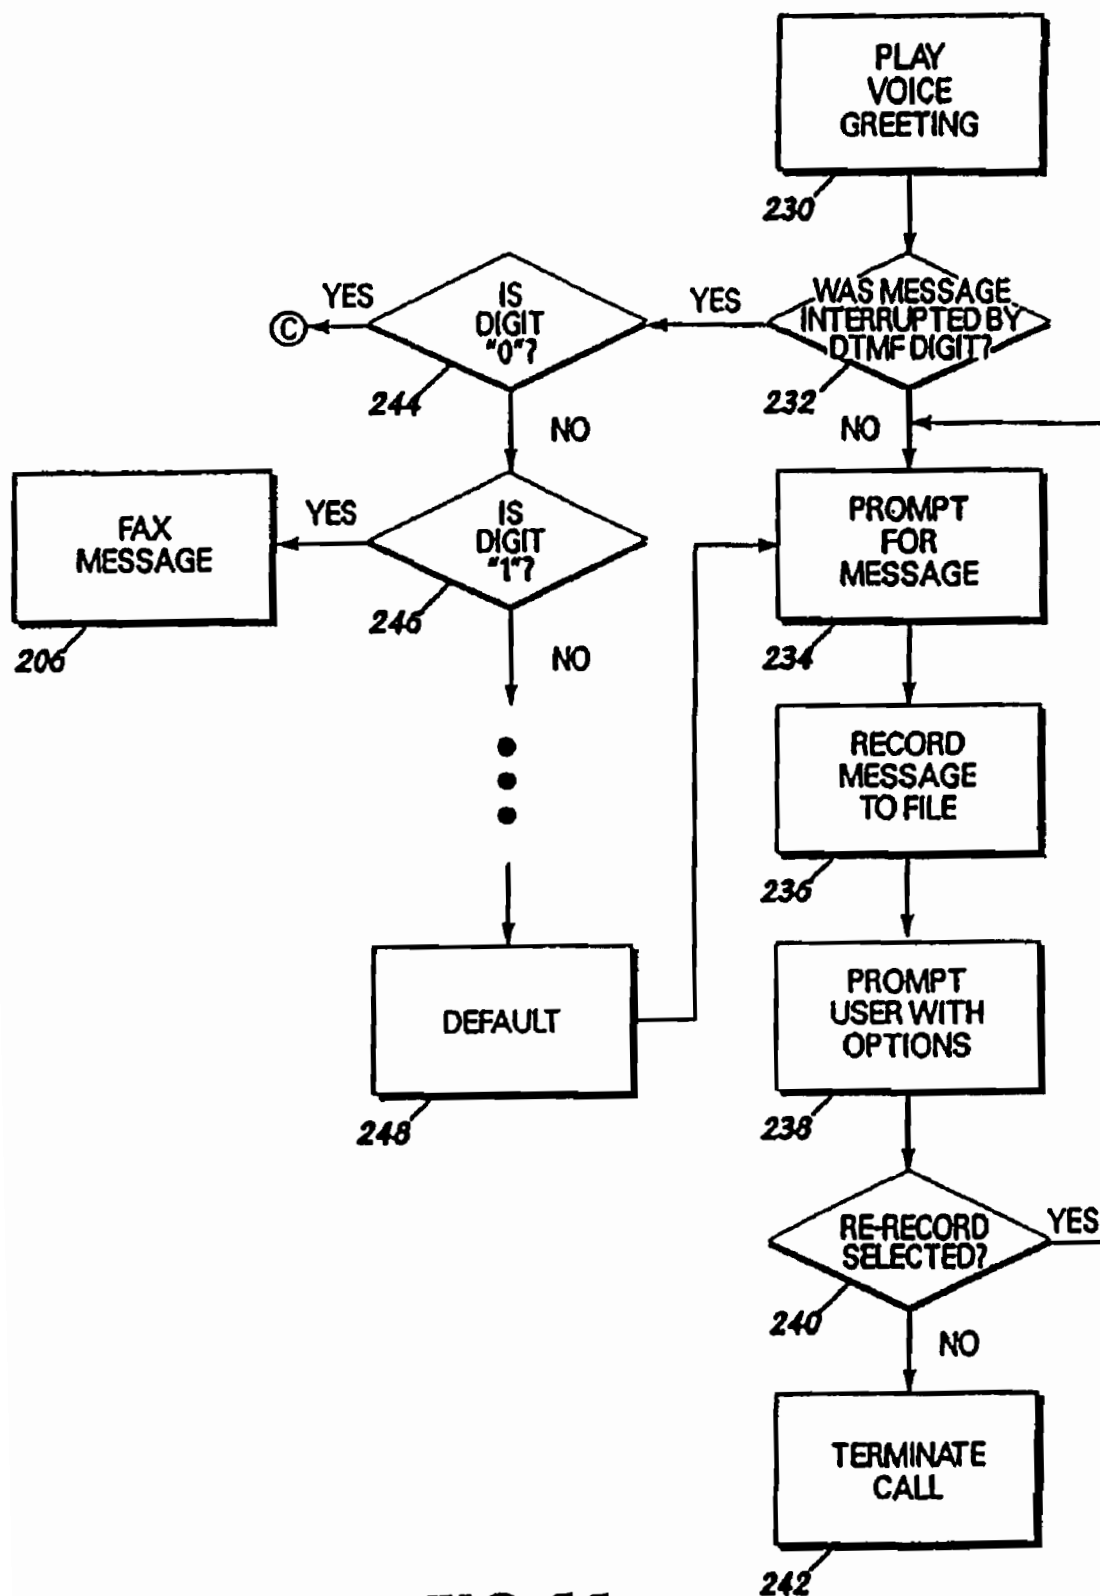 PLAY
VOICE
GREETING
230
WAS MESSAGE
INTERRUPTED BY
DTMF DIGIT?
232
YES
NO
IS
DIGIT
"0"?
244
YES
C
NO
IS
DIGIT
"1"?
246
YES
FAX
MESSAGE
206
NO
DEFAULT
248
PROMPT
FOR
MESSAGE
234
RECORD
MESSAGE
TO FILE
236
PROMPT
USER WITH
OPTIONS
238
RE-RECORD
SELECTED?
240
YES
NO
TERMINATE
CALL
242